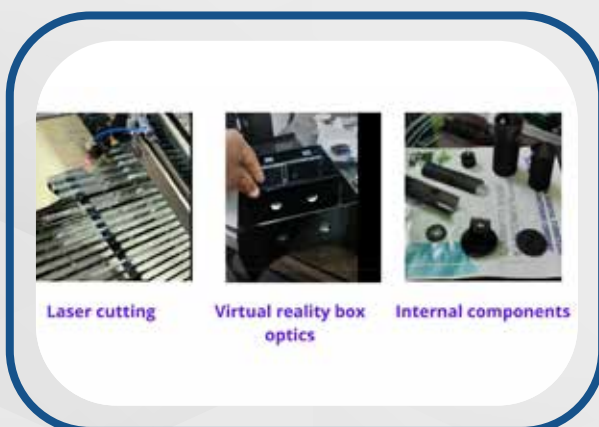 Laser cutting
Virtual reality box
optics
Internal components